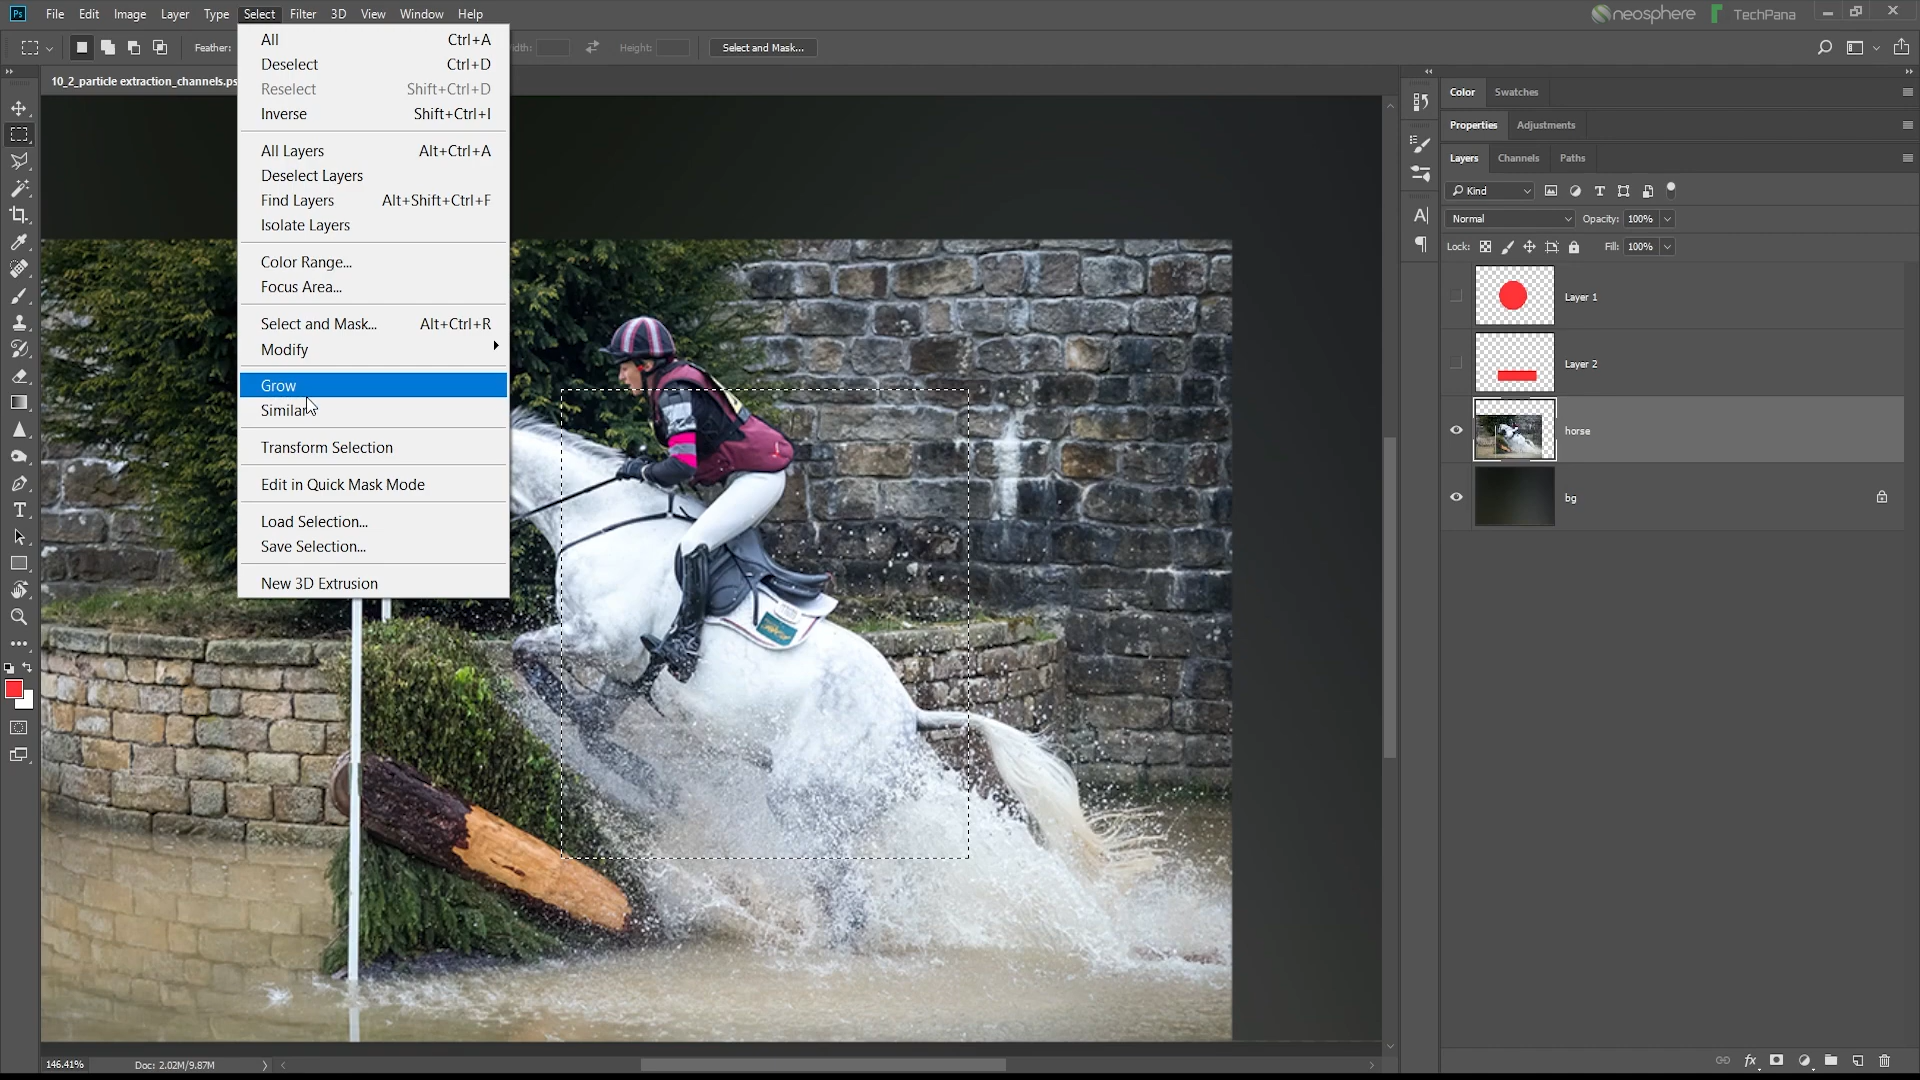 Ps File Edit Image Layer Type Select Filter 3D View Window Help
neosphere TechPana
Feather:
Height:
Select and Mask...
10_2_particle extraction_channels.ps
All Ctrl+A
Deselect Ctrl+D
Reselect Shift+Ctrl+D
Inverse Shift+Ctrl+I
All Layers Alt+Ctrl+A
Deselect Layers
Find Layers Alt+Shift+Ctrl+F
Isolate Layers
Color Range...
Focus Area...
Select and Mask... Alt+Ctrl+R
Modify
Grow
Similar
Transform Selection
Edit in Quick Mask Mode
Load Selection...
Save Selection...
New 3D Extrusion
Color Swatches
Properties Adjustments
Layers Channels Paths
Kind
Normal Opacity: 100%
Lock: Fill: 100%
Layer 1
Layer 2
horse
bg
146.41% Doc: 2.02M/9.87M